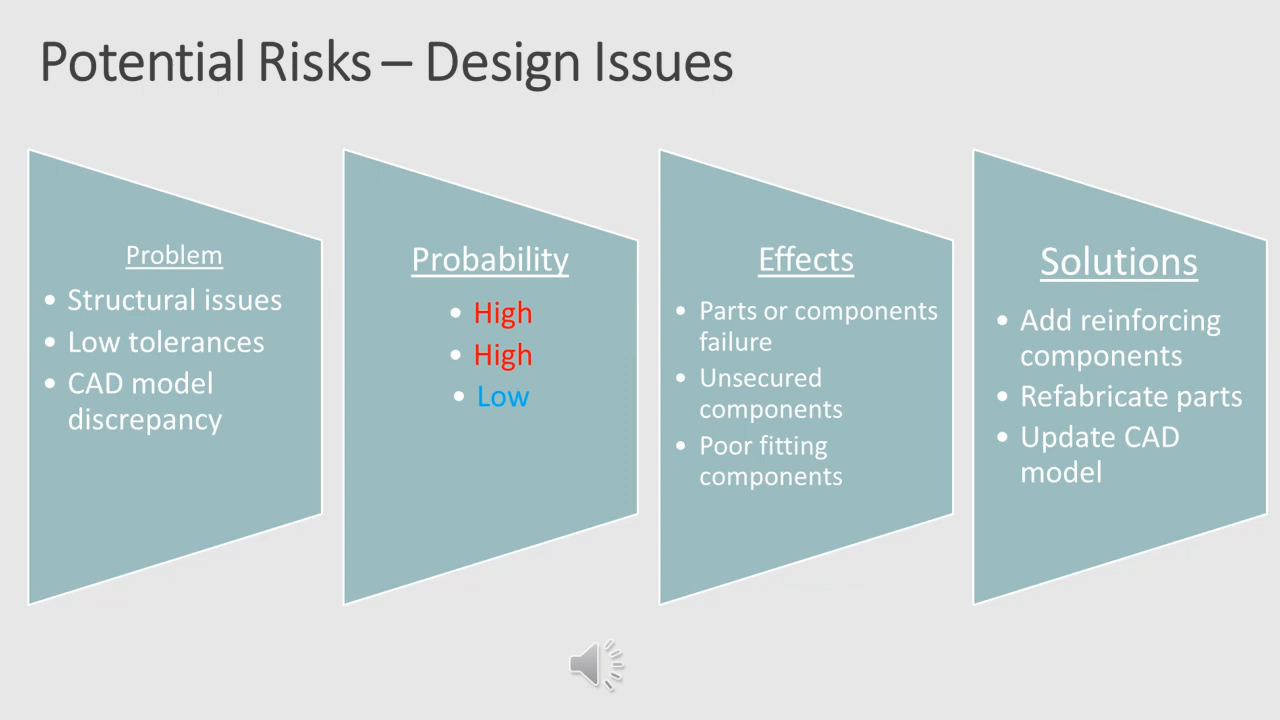 Potential Risks – Design Issues
Problem
• Structural issues
• Low tolerances
• CAD model
discrepancy
Probability
• High
• High
• Low
Effects
• Parts or components
failure
• Unsecured
components
• Poor fitting
components
Solutions
• Add reinforcing
components
• Refabricate parts
• Update CAD
model